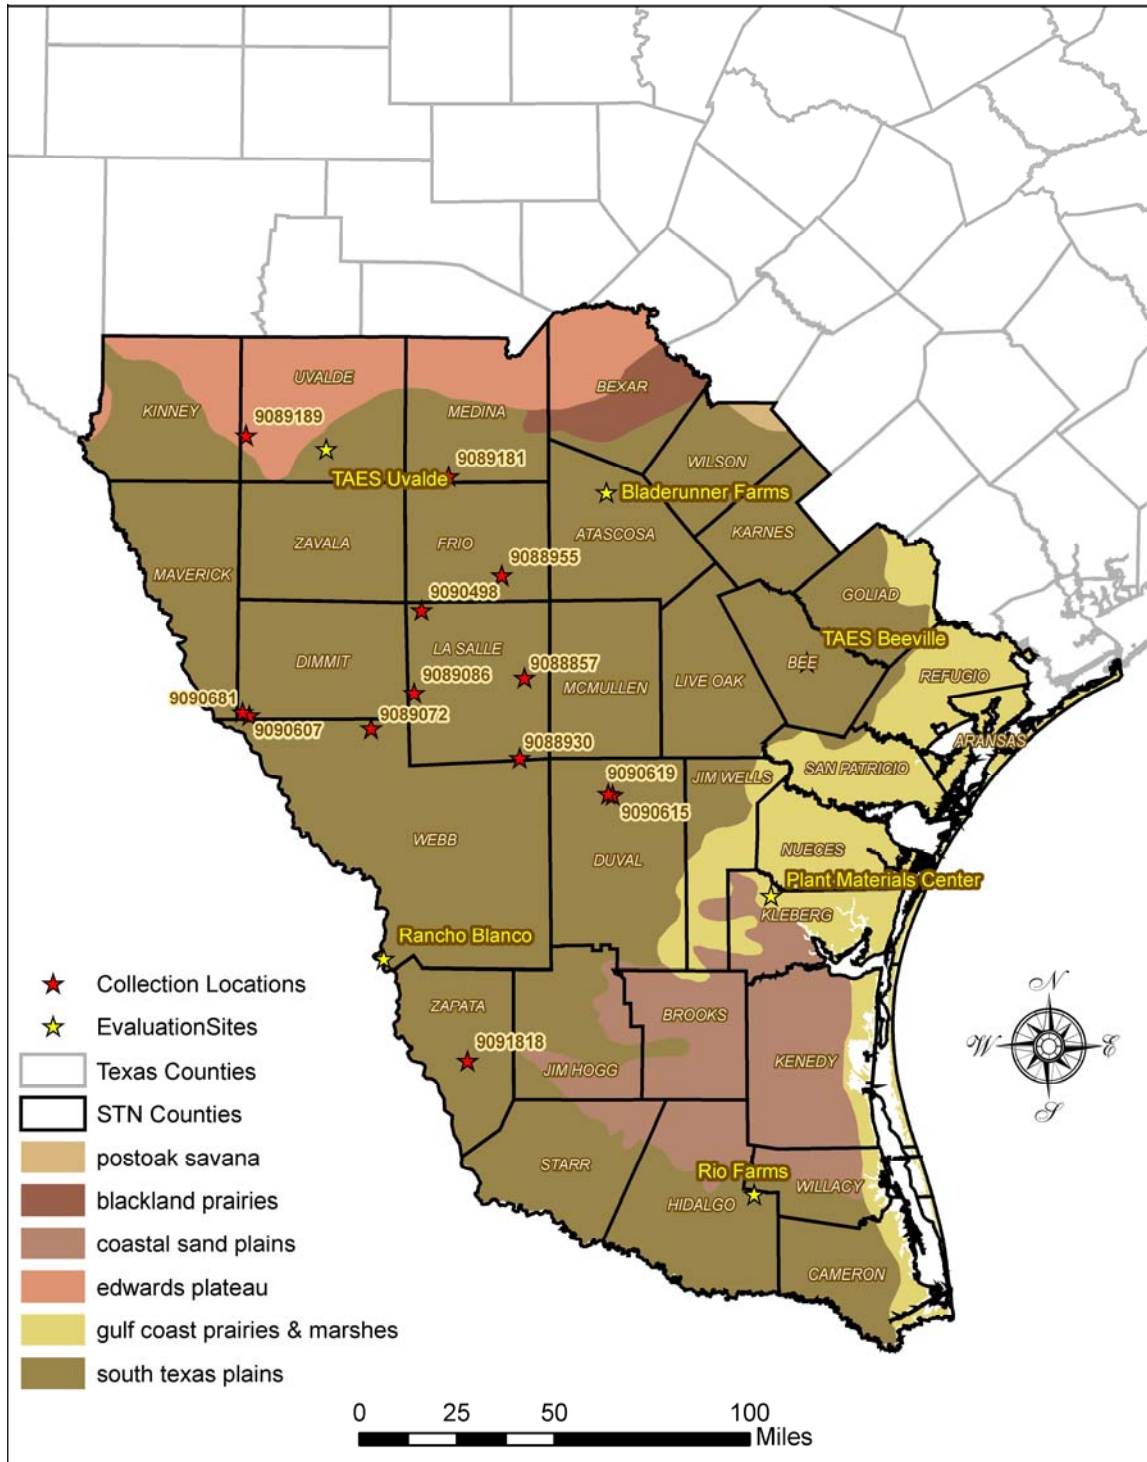 UVALDE
BEXAR
KINNEY
MEDINA
9089189
WILSON
9089181
TAES Uvalde
Bladerunner Farms
ZAVALA
FRIO
ATASCOSA
KARNES
9088955
MAVERICK
9090498
GOLIAD
TAES Beeville
LA SALLE
DIMMIT
BEE
9089086
9088857
MCMULLEN
LIVE OAK
REFUGIO
9090681
9089072
9090607
ARANSAS
9088930
9090619
JIM WELLS
SAN PATRICIO
9090615
WEBB
DUVAL
NUECES
Plant Materials Center
KLEBERG
Rancho Blanco
Collection Locations
ZAPATA
BROOKS
N
EvaluationSites
9091818
W
E
KENEDY
Texas Counties
JIM HOGG
S
STN Counties
postoak savana
STARR
Rio Farms
WILLACY
blackland prairies
HIDALGO
coastal sand plains
CAMERON
edwards plateau
gulf coast prairies & marshes
south texas plains
0 25 50 100
Miles